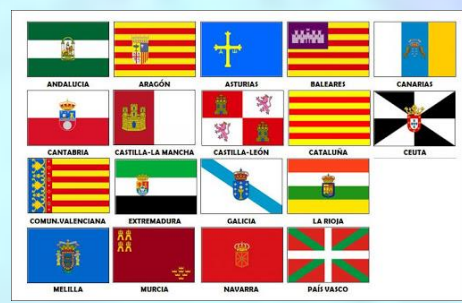 ANDALUCIA ARAGÓN ASTURIAS BALEARES CANARIAS
CANTABRIA CASTILLA-LA MANCHA CASTILLA-LEÓN CATALUÑA CEUTA
COMUN.VALENCIANA EXTREMADURA GALICIA LA RIOJA
MELILLA MURCIA NAVARRA PAÍS VASCO